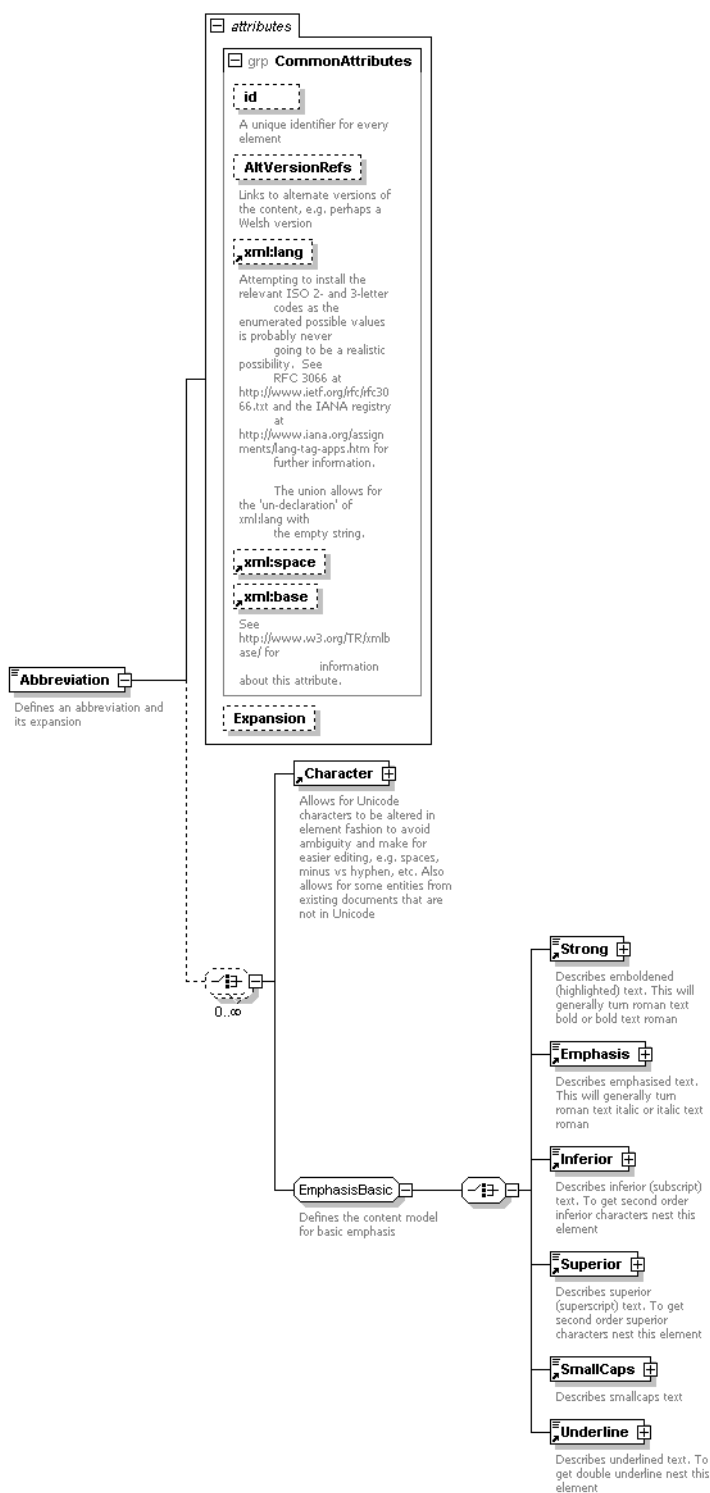 attributes
grp CommonAttributes
id
A unique identifier for every
element
AltVersionRefs
Links to alternate versions of
the content, e.g. perhaps a
Welsh version
xml:lang
Attempting to install the
relevant ISO 2- and 3-letter
codes as the
enumerated possible values
is probably never
going to be a realistic
possibility. See
RFC 3066 at
http://www.ietf.org/rfc/rfc30
66.txt and the IANA registry
at
http://www.iana.org/assign
ments/lang-tag-apps.htm for
further information.
The union allows for
the 'un-declaration' of
xml:lang with
the empty string.
xml:space
xml:base
See
http://www.w3.org/TR/xmlb
ase/ for
information
about this attribute.
Expansion
Abbreviation
Defines an abbreviation and
its expansion
Character
Allows for Unicode
characters to be altered in
element fashion to avoid
ambiguity and make for
easier editing, e.g. spaces,
minus vs hyphen, etc. Also
allows for some entities from
existing documents that are
not in Unicode
0..∞
EmphasisBasic
Defines the content model
for basic emphasis
Strong
Describes emboldened
(highlighted) text. This will
generally turn roman text
bold or bold text roman
Emphasis
Describes emphasised text.
This will generally turn
roman text italic or italic text
roman
Inferior
Describes inferior (subscript)
text. To get second order
inferior characters nest this
element
Superior
Describes superior
(superscript) text. To get
second order superior
characters nest this element
SmallCaps
Describes smallcaps text
Underline
Describes underlined text. To
get double underline nest this
element